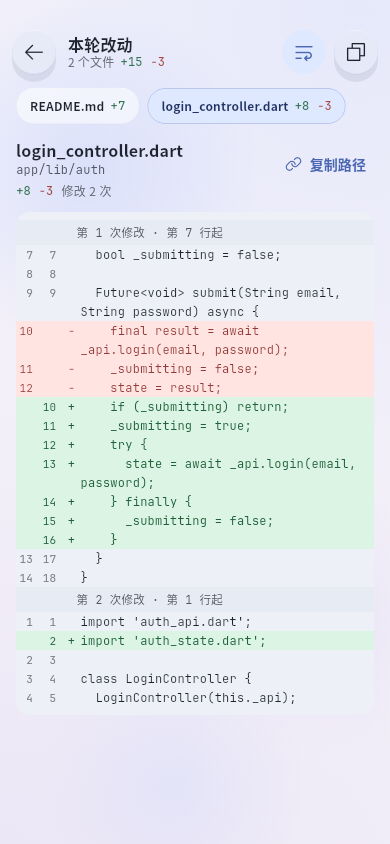 本轮改动
2 个文件 +15 -3
README.md +7
login_controller.dart +8 -3
login_controller.dart
app/lib/auth
复制路径
+8 -3 修改 2 次
第 1 次修改 · 第 7 行起
7 7 bool _submitting = false;
8 8
9 9 Future<void> submit(String email,
String password) async {
10 - final result = await
_api.login(email, password);
11 - _submitting = false;
12 - state = result;
10 + if (_submitting) return;
11 + _submitting = true;
12 + try {
13 + state = await _api.login(email,
password);
14 + } finally {
15 + _submitting = false;
16 + }
13 17 }
14 18 }
第 2 次修改 · 第 1 行起
1 1 import 'auth_api.dart';
2 + import 'auth_state.dart';
2 3
3 4 class LoginController {
4 5 LoginController(this._api);